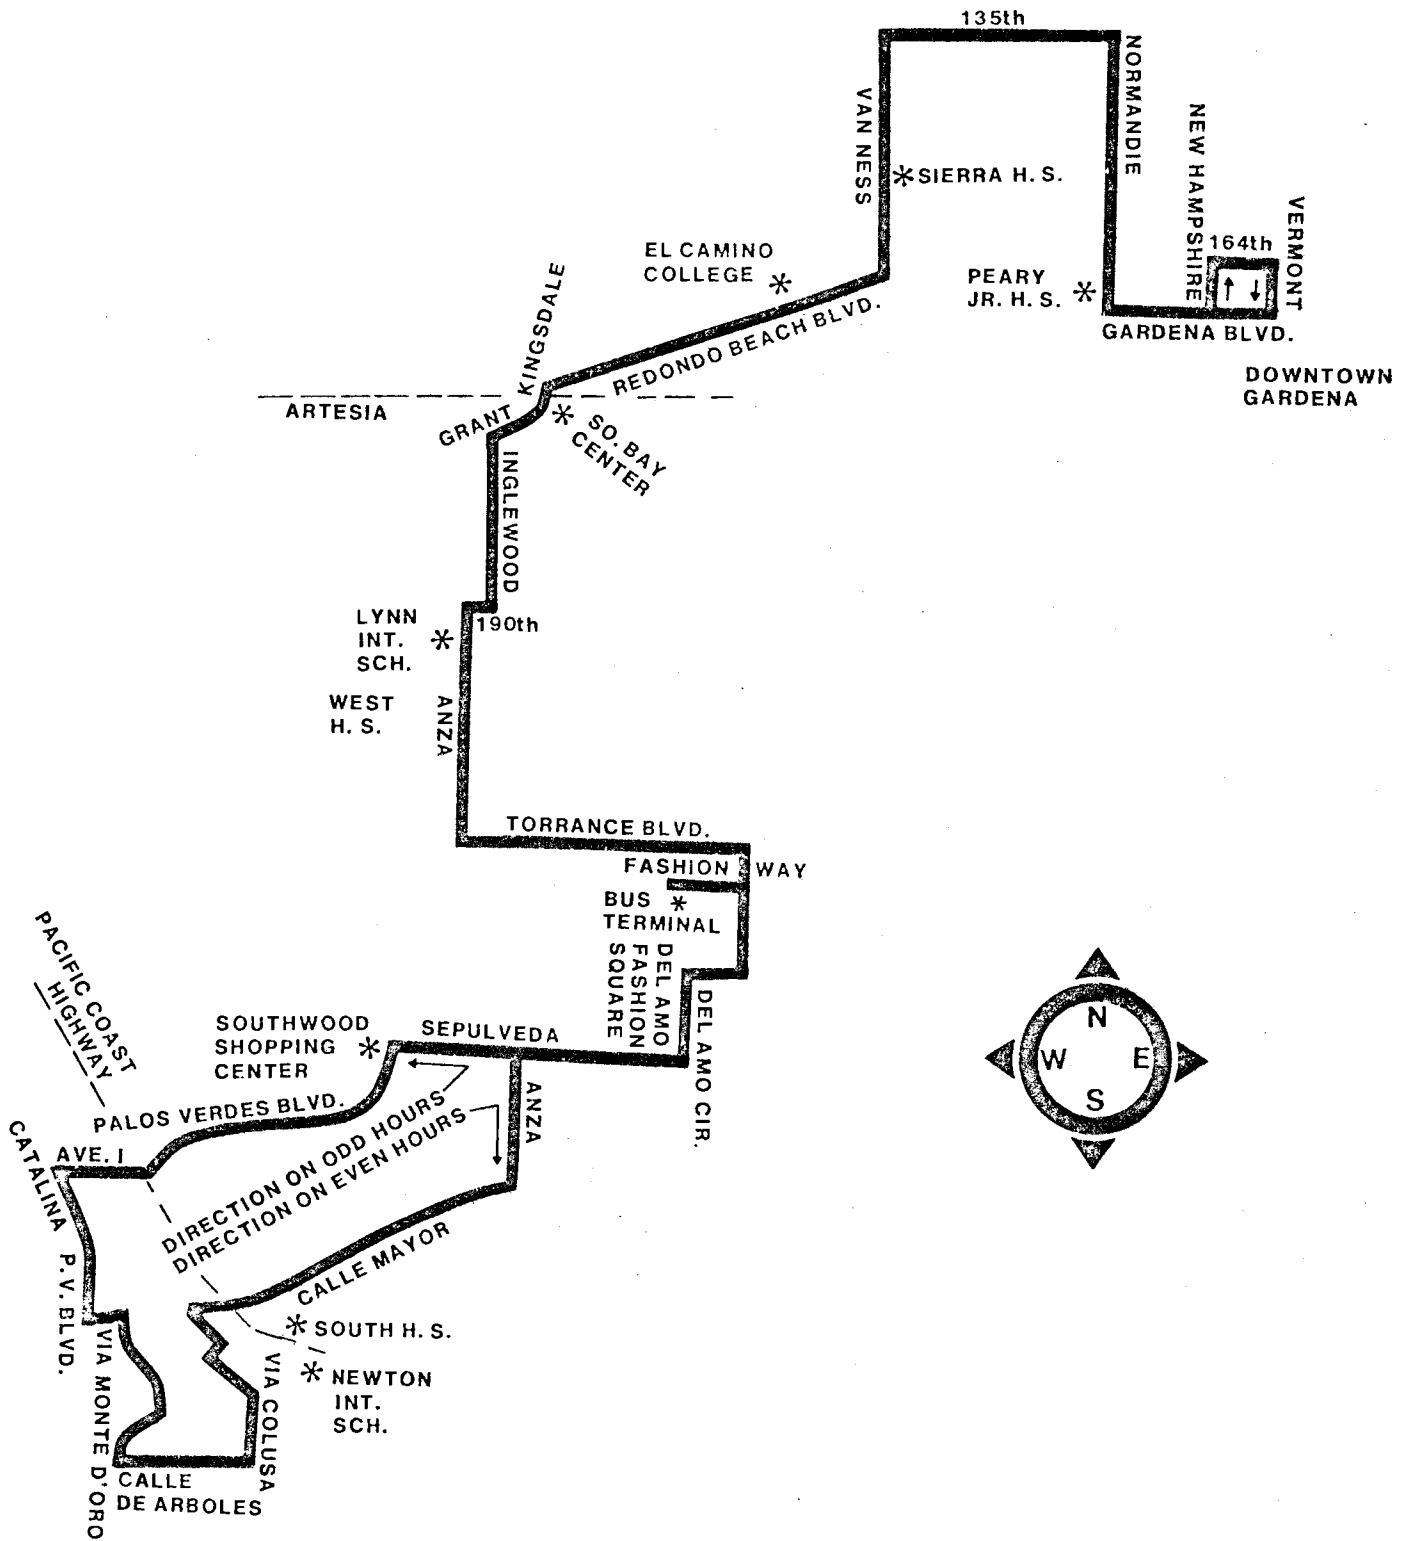 135th
NORMANDIE
VAN NESS
NEW HAMPSHIRE
SIERRA H. S.
VERMONT
164th
EL CAMINO
COLLEGE
PEARY
JR. H. S.
KINGSDALE
REDONDO BEACH BLVD.
GARDENA BLVD.
DOWNTOWN
GARDENA
ARTESIA
GRANT
SO. BAY
CENTER
INGLEWOOD
LYNN
INT.
SCH.
190th
WEST
H. S.
ANZA
TORRANCE BLVD.
FASHION WAY
BUS
TERMINAL
DEL AMO
FASHION
SQUARE
DEL AMO CIR.
PACIFIC COAST
HIGHWAY
SOUTHWOOD
SHOPPING
CENTER
SEPULVEDA
ANZA
PALOS VERDES BLVD.
N
W
E
S
DIRECTION ON ODD HOURS
DIRECTION ON EVEN HOURS
AVE. I
CATALINA
P. V. BLVD.
CALLE MAYOR
SOUTH H. S.
NEWTON
INT.
SCH.
VIA MONTE D'ORO
VIA COLUSA
CALLE
DE ARBOLES